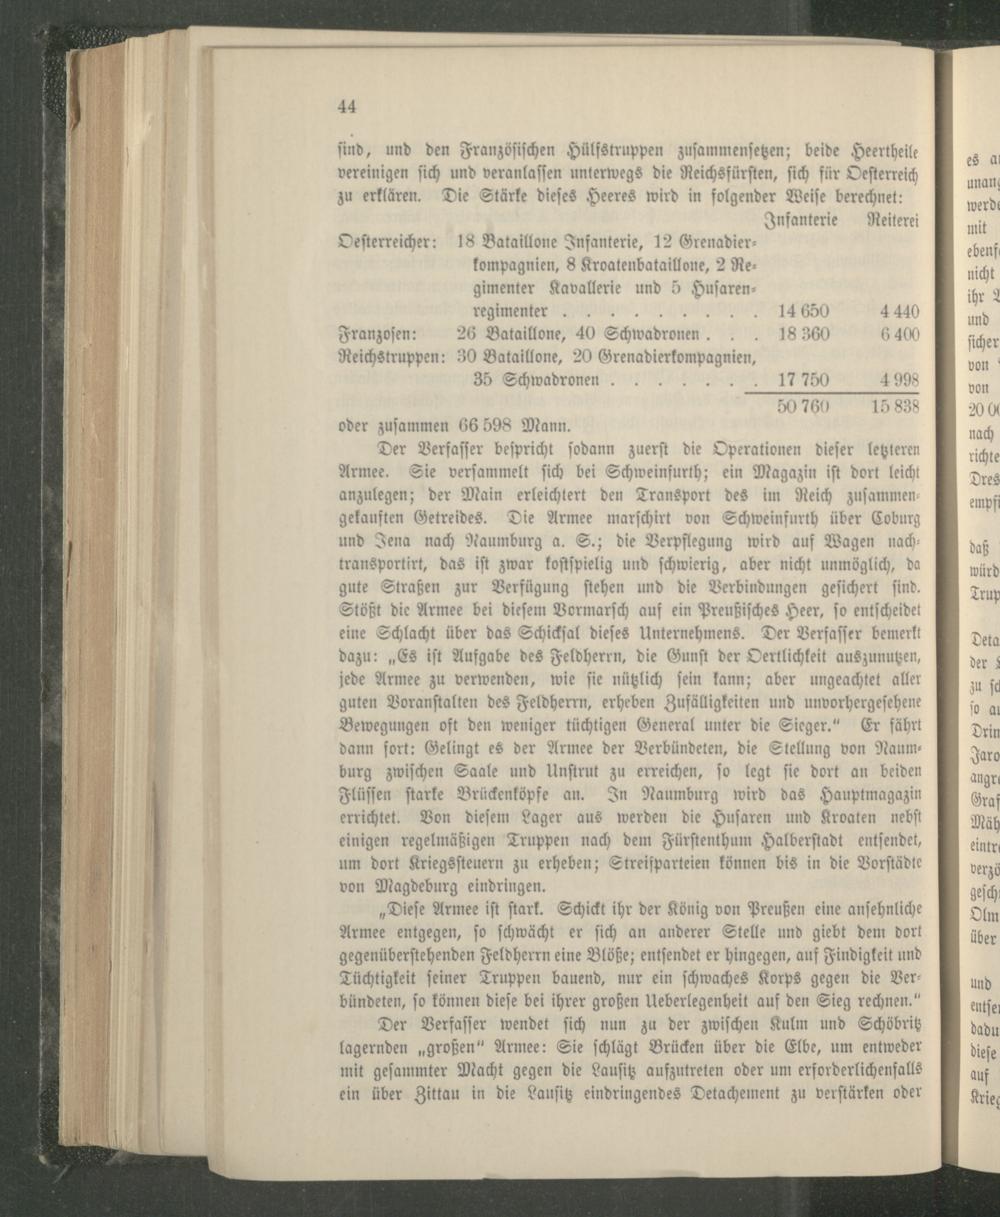 44
sind, und den Französischen Hülfstruppen zusammensetzen; beide Heertheile
vereinigen sich und veranlassen unterwegs die Reichsfürsten, sich für Oesterreich
zu erklären. Die Stärke dieses Heeres wird in folgender Weise berechnet:
Infanterie Reiterei
Oesterreicher: 18 Bataillone Infanterie, 12 Grenadier-
kompagnien, 8 Kroatenbataillone, 2 Re-
gimenter Kavallerie und 5 Husaren-
regimenter . . . . . . . . . 14 650 4 440
Franzosen: 26 Bataillone, 40 Schwadronen . . . 18 360 6 400
Reichstruppen: 30 Bataillone, 20 Grenadierkompagnien,
35 Schwadronen . . . . . . . 17 750 4 998
50 760 15 838
oder zusammen 66 598 Mann.
Der Verfasser bespricht sodann zuerst die Operationen dieser letzteren
Armee. Sie versammelt sich bei Schweinfurth; ein Magazin ist dort leicht
anzulegen; der Main erleichtert den Transport des im Reich zusammen-
gekauften Getreides. Die Armee marschirt von Schweinfurth über Coburg
und Jena nach Naumburg a. S.; die Verpflegung wird auf Wagen nach-
transportirt, das ist zwar kostspielig und schwierig, aber nicht unmöglich, da
gute Straßen zur Verfügung stehen und die Verbindungen gesichert sind.
Stößt die Armee bei diesem Vormarsch auf ein Preußisches Heer, so entscheidet
eine Schlacht über das Schicksal dieses Unternehmens. Der Verfasser bemerkt
dazu: „Es ist Aufgabe des Feldherrn, die Gunst der Oertlichkeit auszunutzen,
jede Armee zu verwenden, wie sie nützlich sein kann; aber ungeachtet aller
guten Voranstalten des Feldherrn, erheben Zufälligkeiten und unvorhergesehene
Bewegungen oft den weniger tüchtigen General unter die Sieger.“ Er fährt
dann fort: Gelingt es der Armee der Verbündeten, die Stellung von Naum-
burg zwischen Saale und Unstrut zu erreichen, so legt sie dort an beiden
Flüssen starke Brückenköpfe an. In Naumburg wird das Hauptmagazin
errichtet. Von diesem Lager aus werden die Husaren und Kroaten nebst
einigen regelmäßigen Truppen nach dem Fürstenthum Halberstadt entsendet,
um dort Kriegssteuern zu erheben; Streifparteien können bis in die Vorstädte
von Magdeburg eindringen.
„Diese Armee ist stark. Schickt ihr der König von Preußen eine ansehnliche
Armee entgegen, so schwächt er sich an anderer Stelle und giebt dem dort
gegenüberstehenden Feldherrn eine Blöße; entsendet er hingegen, auf Findigkeit und
Tüchtigkeit seiner Truppen bauend, nur ein schwaches Korps gegen die Ver-
bündeten, so können diese bei ihrer großen Ueberlegenheit auf den Sieg rechnen.“
Der Verfasser wendet sich nun zu der zwischen Kulm und Schöbritz
lagernden „großen“ Armee: Sie schlägt Brücken über die Elbe, um entweder
mit gesammter Macht gegen die Lausitz aufzutreten oder um erforderlichenfalls
ein über Zittau in die Lausitz eindringendes Detachement zu verstärken oder